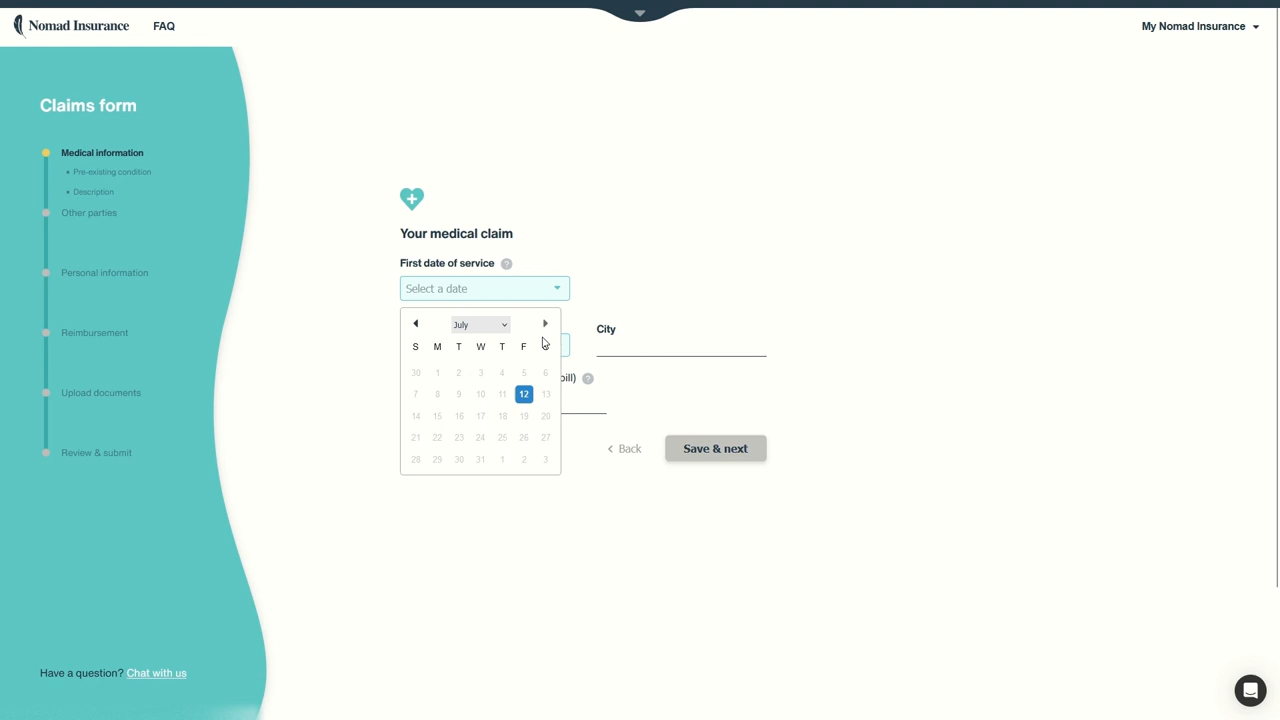 Nomad Insurance
FAQ
My Nomad Insurance
Claims form
Medical information
• Pre-existing condition
• Description
Other parties
Personal information
Reimbursement
Upload documents
Review & submit
Have a question? Chat with us
Your medical claim
First date of service ?
Select a date
July
S M T W T F
30 1 2 3 4 5 6
7 8 9 10 11 12 13
14 15 16 17 18 19 20
21 22 23 24 25 26 27
28 29 30 31 1 2 3
City
bill) ?
Back
Save & next